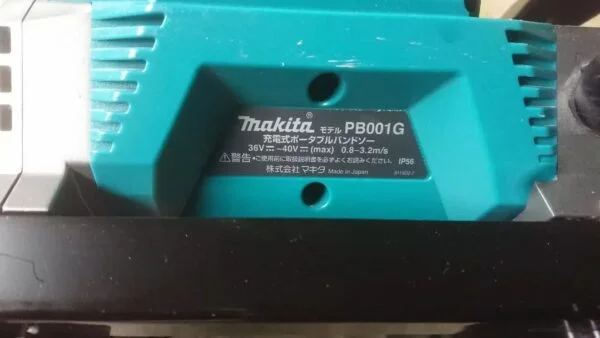 makita® モデル PB001G
充電式ポータブルバンドソー
36V⎓ -40V⎓ (max) 0.8-3.2m/s
⚠警告 •ご使用前に取扱説明書を必ずよくお読みください。 IP56
株式会社マキタ Made in Japan